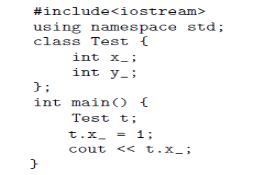 #include<iostream>
using namespace std;
class Test {
    int x_;
    int y_;
};
int main() {
    Test t;
    t.x_ = 1;
    cout << t.x_;
}